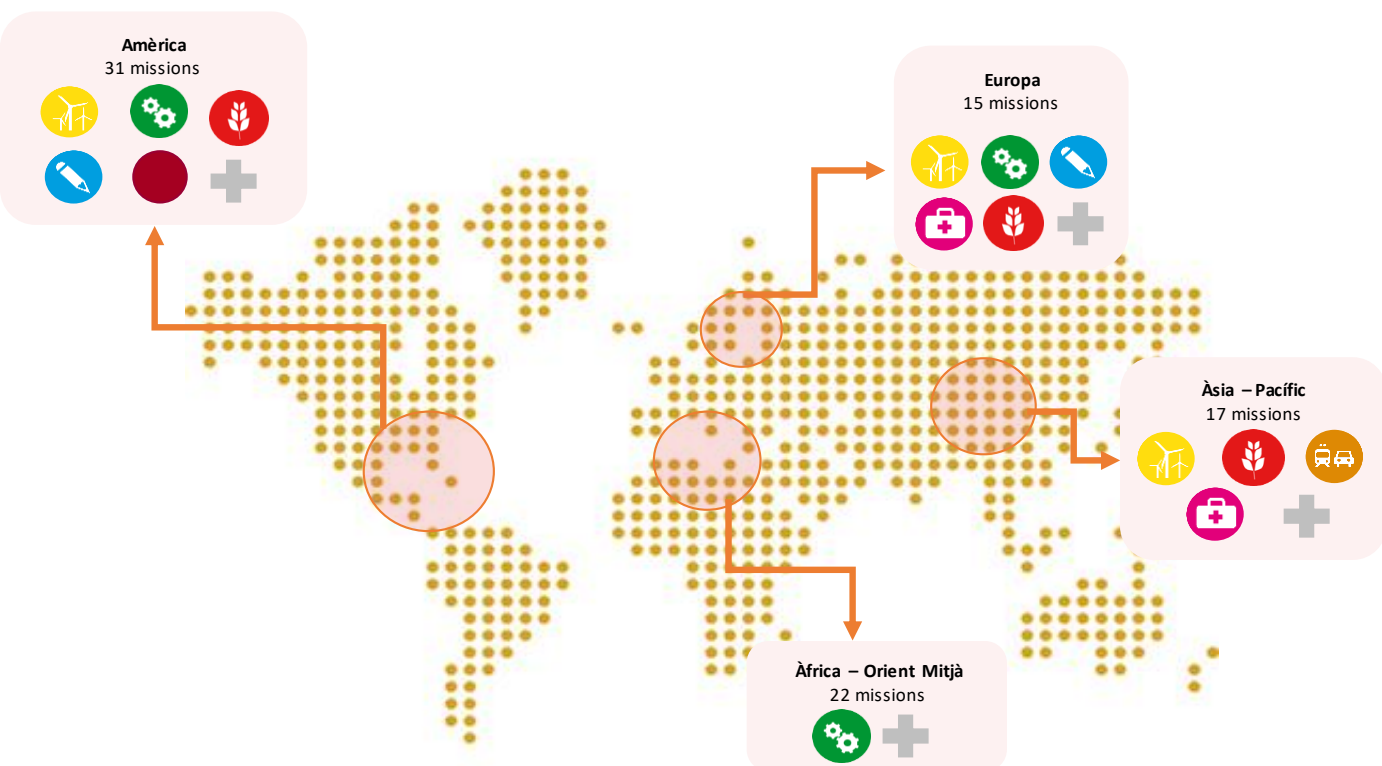 Amèrica
31 missions
Europa
15 missions
Àsia – Pacífic
17 missions
Àfrica – Orient Mitjà
22 missions